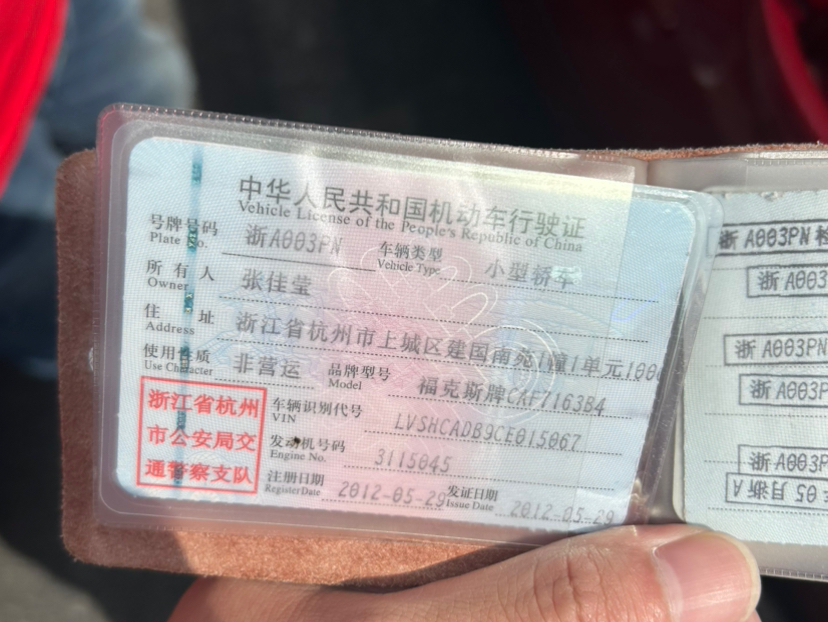 中华人民共和国机动车行驶证
Vehicle License of the People's Republic of China
号牌号码 浙A003PN 车辆类型 小型轿车
Plate No. Vehicle Type
所有人 张佳莹
Owner
住址 浙江省杭州市上城区建国南苑1幢1单元100
Address
使用性质 非营运 品牌型号 福克斯牌CAF7163B4
Use Character Model
浙江省杭州
市公安局交
通警察支队
车辆识别代号 LVSHCADB9CE015067
VIN
发动机号码 3115045
Engine No.
注册日期 2012-05-29 发证日期 2012-05-29
Register Date Issue Date
浙A003PN检
浙A003
浙A003PN
浙A003P
浙A003P
05月浙A